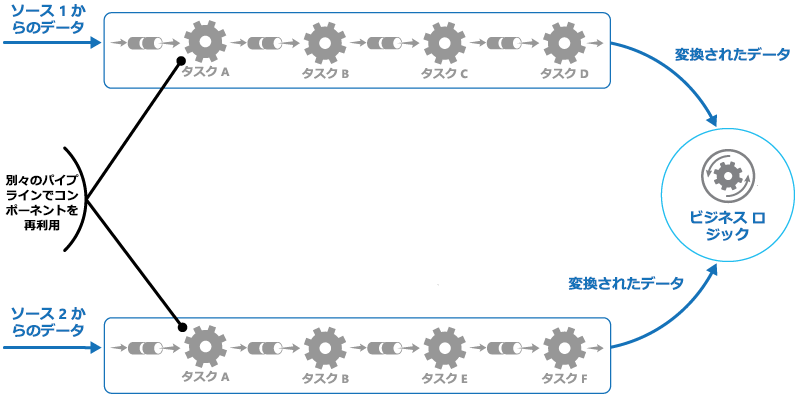 ソース 1 か
らのデータ
タスク A
タスク B
タスク C
タスク D
変換されたデータ
別々のパイプ
ラインでコン
ポーネントを
再利用
ビジネス ロ
ジック
変換されたデータ
ソース 2 か
らのデータ
タスク A
タスク B
タスク E
タスク F